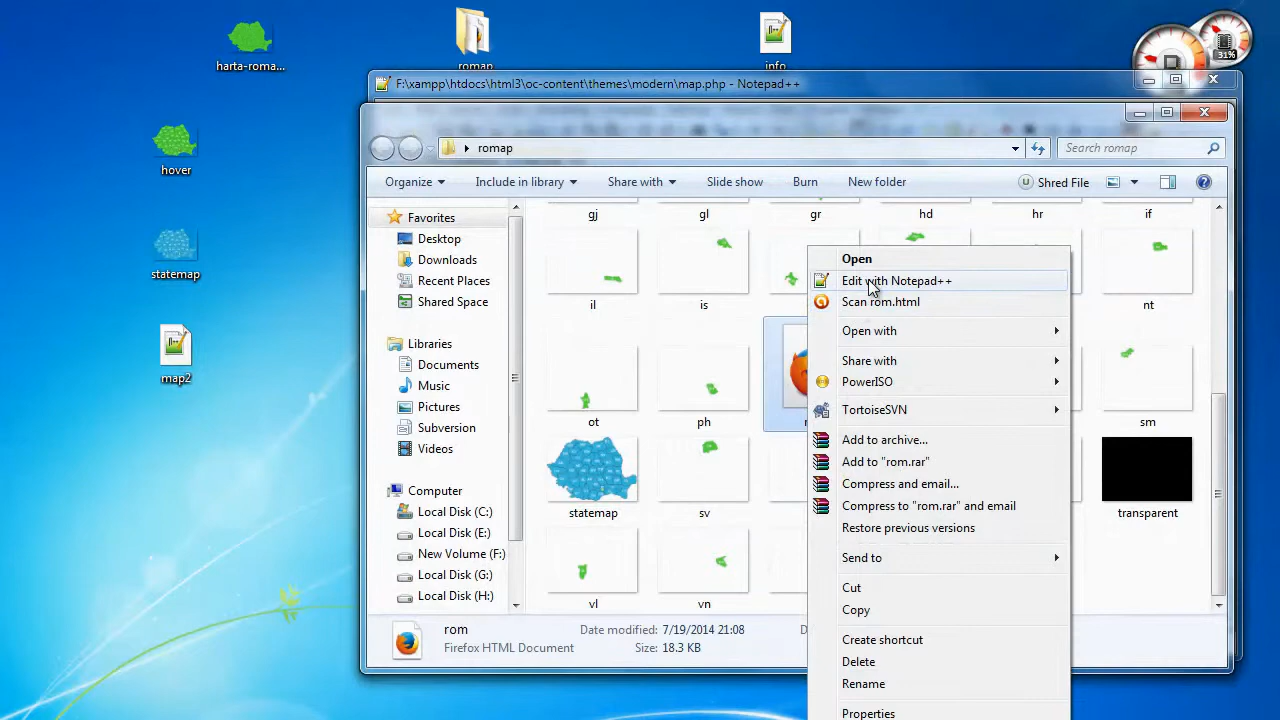 harta-roma...
romap
info
31%
hover
statemap
map2
F:\xampp\htdocs\html3\oc-content\themes\modern\map.php - Notepad++
romap
Search romap
Organize
Include in library
Share with
Slide show
Burn
New folder
Shred File
Favorites
Desktop
Downloads
Recent Places
Shared Space
Libraries
Documents
Music
Pictures
Subversion
Videos
Computer
Local Disk (C:)
Local Disk (E:)
New Volume (F:)
Local Disk (G:)
Local Disk (H:)
gj
gl
gr
hd
hr
if
il
is
nt
ot
ph
sm
statemap
sv
transparent
vl
vn
Open
Edit with Notepad++
Scan rom.html
Open with
Share with
PowerISO
TortoiseSVN
Add to archive...
Add to "rom.rar"
Compress and email...
Compress to "rom.rar" and email
Restore previous versions
Send to
Cut
Copy
Create shortcut
Delete
Rename
Properties
rom
Date modified: 7/19/2014 21:08
Firefox HTML Document
Size: 18.3 KB